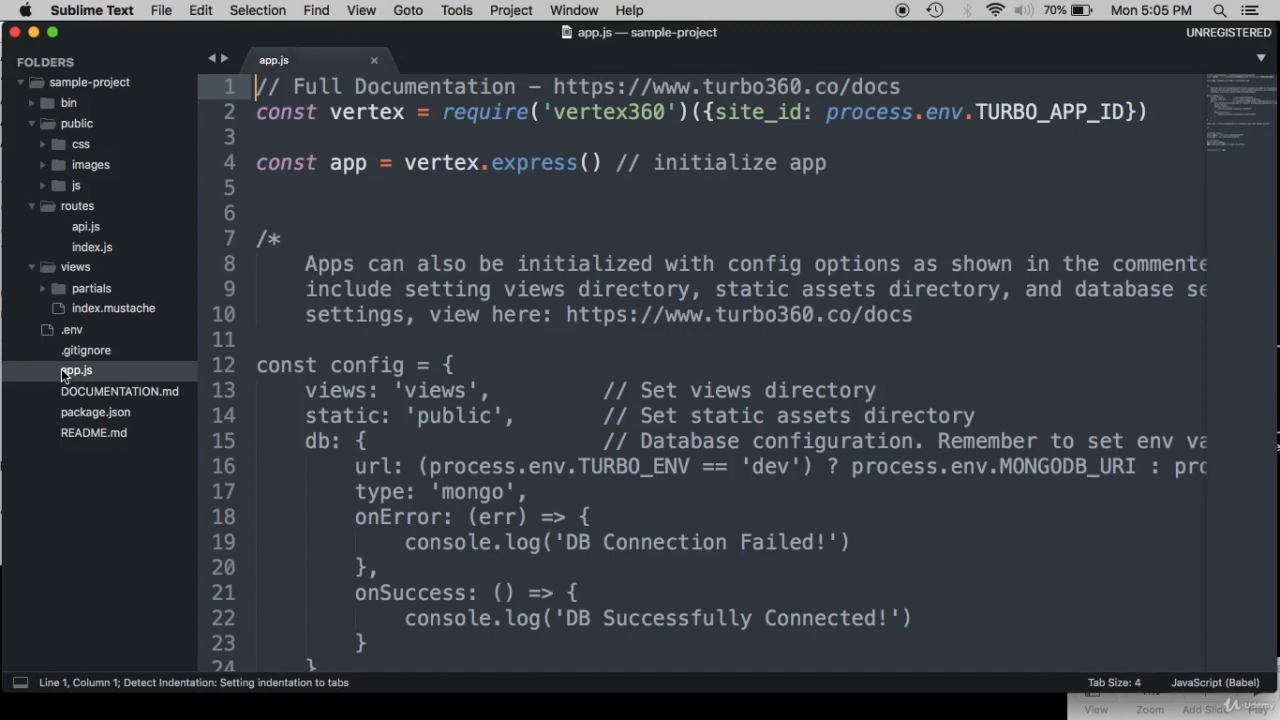 Sublime Text File Edit Selection Find View Goto Tools Project Window Help 70% Mon 5:05 PM
app.js — sample-project UNREGISTERED
FOLDERS
sample-project
bin
public
css
images
js
routes
api.js
index.js
views
partials
index.mustache
.env
.gitignore
app.js
DOCUMENTATION.md
package.json
README.md
app.js
1 // Full Documentation - https://www.turbo360.co/docs
2 const vertex = require('vertex360')({site_id: process.env.TURBO_APP_ID})
3
4 const app = vertex.express() // initialize app
5
6
7 /*
8 Apps can also be initialized with config options as shown in the commente
9 include setting views directory, static assets directory, and database se
10 settings, view here: https://www.turbo360.co/docs
11
12 const config = {
13 views: 'views', // Set views directory
14 static: 'public', // Set static assets directory
15 db: { // Database configuration. Remember to set env va
16 url: (process.env.TURBO_ENV == 'dev') ? process.env.MONGODB_URI : pro
17 type: 'mongo',
18 onError: (err) => {
19 console.log('DB Connection Failed!')
20 },
21 onSuccess: () => {
22 console.log('DB Successfully Connected!')
23 }
24 }
Line 1, Column 1; Detect Indentation: Setting indentation to tabs Tab Size: 4 JavaScript (Babel)
View Zoom Add Slide Play
Udemy